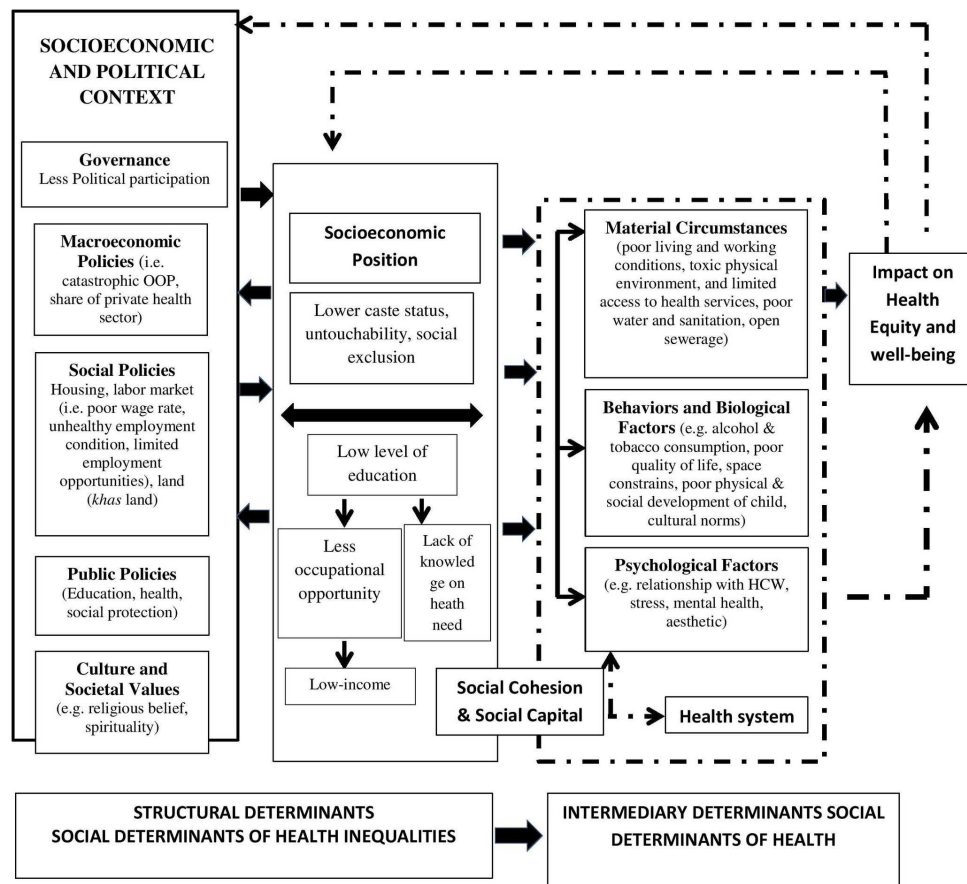 SOCIOECONOMIC
AND POLITICAL
CONTEXT
Governance
Less Political participation
Macroeconomic
Policies (i.e.
catastrophic OOP,
share of private health
sector)
Social Policies
Housing, labor market
(i.e. poor wage rate,
unhealthy employment
condition, limited
employment
opportunities), land
(khas land)
Public Policies
(Education, health,
social protection)
Culture and
Societal Values
(e.g. religious belief,
spirituality)
Socioeconomic
Position
Lower caste status,
untouchability, social
exclusion
Low level of
education
Less
occupational
opportunity
Lack of
knowled
ge on
heath
need
Low-income
Social Cohesion
& Social Capital
Material Circumstances
(poor living and working
conditions, toxic physical
environment, and limited
access to health services, poor
water and sanitation, open
sewerage)
Behaviors and Biological
Factors (e.g. alcohol &
tobacco consumption, poor
quality of life, space
constrains, poor physical &
social development of child,
cultural norms)
Psychological Factors
(e.g. relationship with HCW,
stress, mental health,
aesthetic)
Health system
Impact on
Health
Equity and
well-being
STRUCTURAL DETERMINANTS
SOCIAL DETERMINANTS OF HEALTH INEQUALITIES
INTERMEDIARY DETERMINANTS SOCIAL
DETERMINANTS OF HEALTH